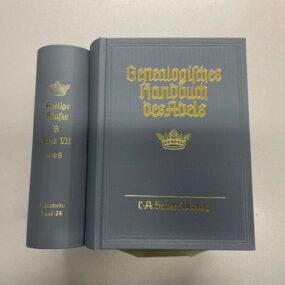 Adelige
Häuser
B
Band VII
1965
Genealogisches
Handbuch
des Adels
C. A. Starke Verlag